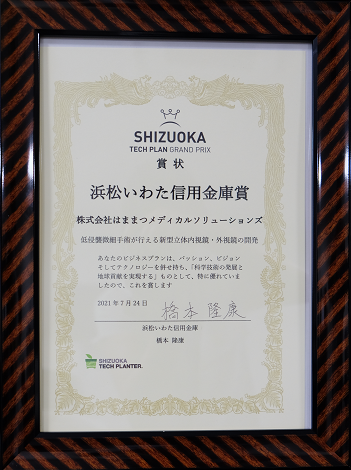 SHIZUOKA
TECH PLAN GRAND PRIX
賞状
浜松いわた信用金庫賞
株式会社はままつメディカルソリューションズ
低侵襲微細手術が行える新型立体内視鏡・外視鏡の開発
あなたのビジネスプランは、パッション、ビジョン
そしてテクノロジーを併せ持ち、「科学技術の発展と
地球貢献を実現する」ものとして、特に優れていま
したので、これを賞します
2021年7月24日
橋本隆康
浜松いわた信用金庫
橋本 隆康
SHIZUOKA
TECH PLANTER.